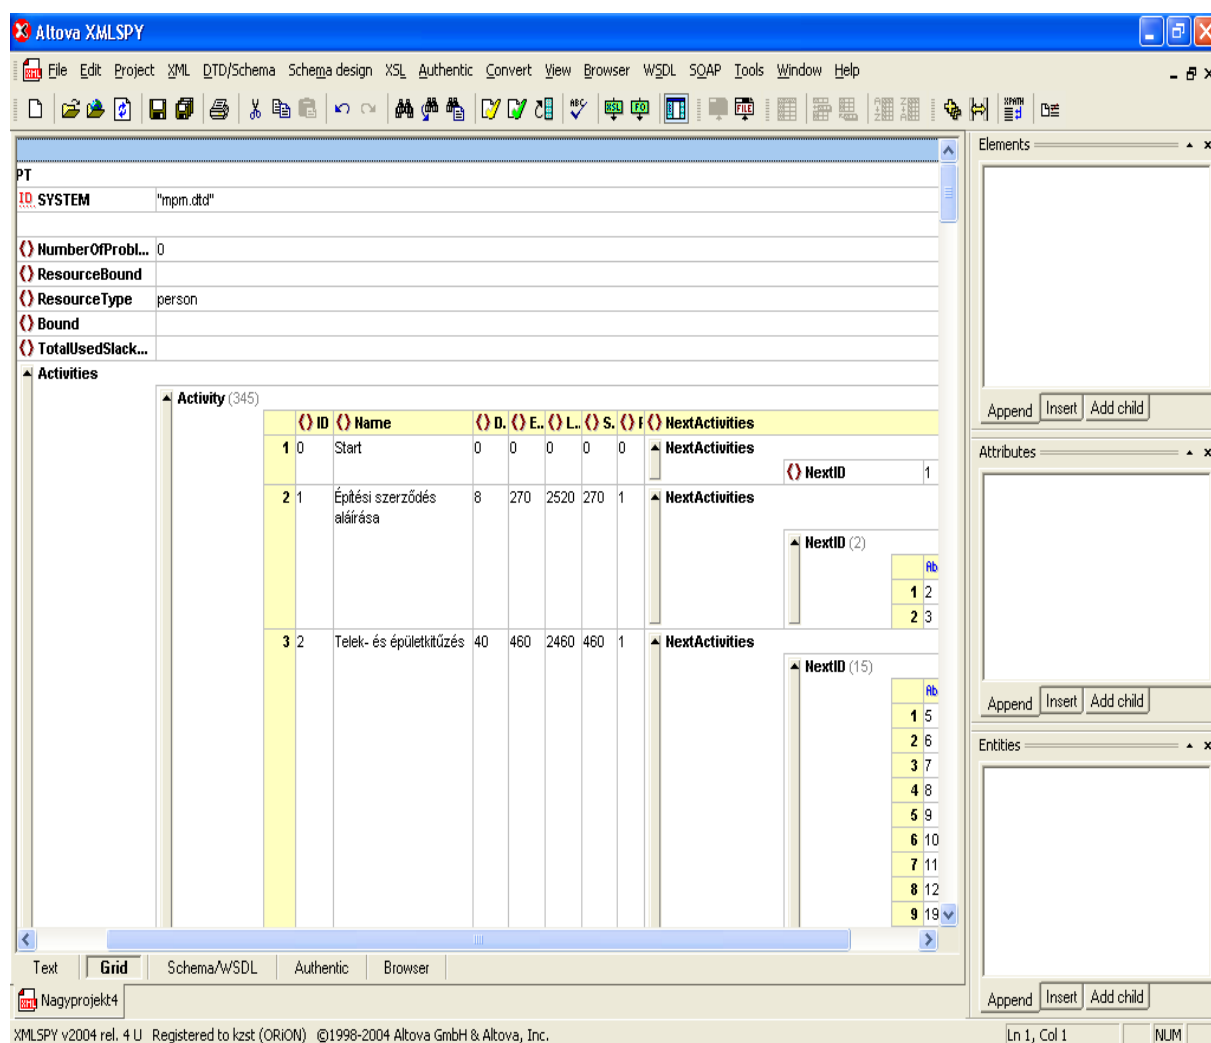 Altova XMLSPY
File Edit Project XML DTD/Schema Schema design XSL Authentic Convert View Browser WSDL SOAP Tools Window Help
PT
SYSTEM "mpm.dtd"
NumberOfProbl... 0
ResourceBound
ResourceType person
Bound
TotalUsedSlack...
Activities
Activity (345)
ID Name D. E.. L.. S. NextActivities
1 0 Start 0 0 0 0 0 NextActivities
NextID 1
2 1 Építési szerződés 8 270 2520 270 1 NextActivities
aláírása
NextID (2)
Ab
1 2
2 3
3 2 Telek- és épületkitűzés 40 460 2460 460 1 NextActivities
NextID (15)
Ab
1 5
2 6
3 7
4 8
5 9
6 10
7 11
8 12
9 19
Text Grid Schema/WSDL Authentic Browser
Nagyprojekt4
Elements
Append Insert Add child
Attributes
Append Insert Add child
Entities
Append Insert Add child
XMLSPY v2004 rel. 4 U Registered to kzst (ORiON) ©1998-2004 Altova GmbH & Altova, Inc. Ln 1, Col 1 NUM